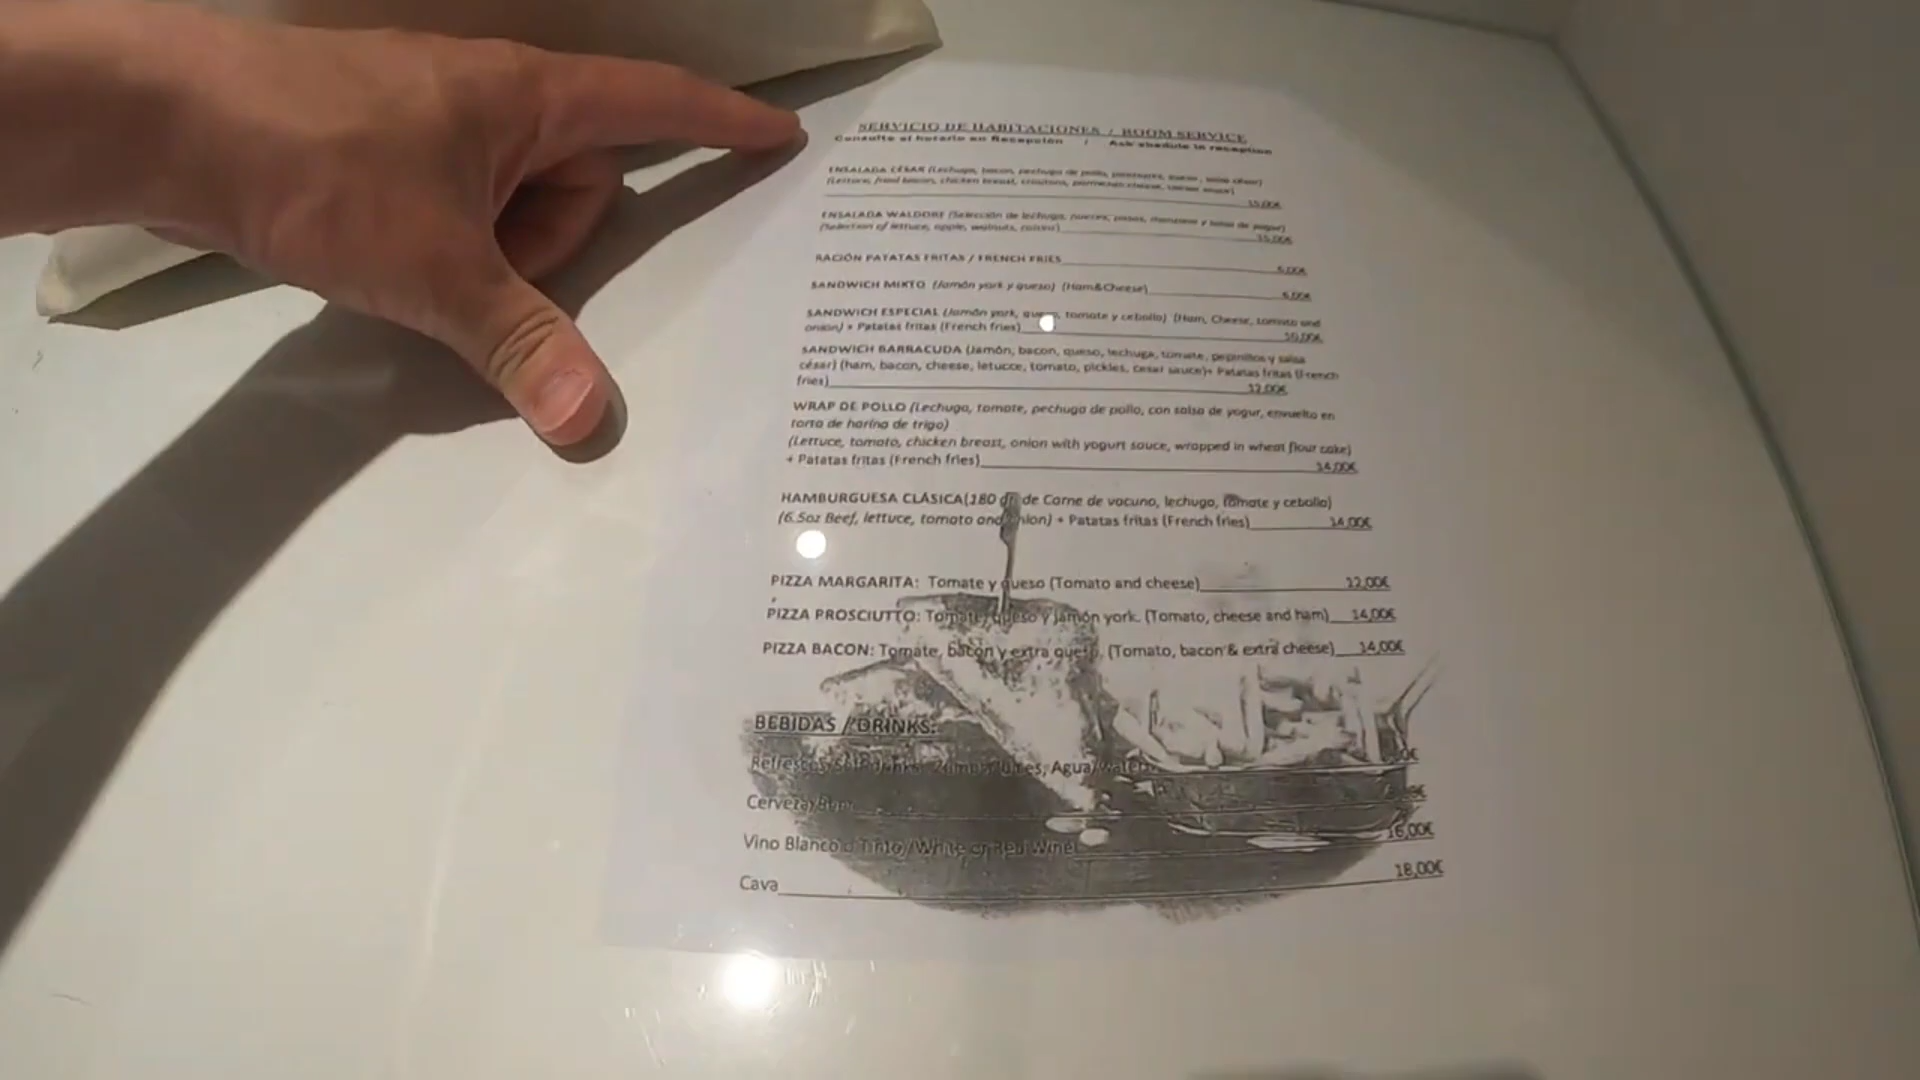 SERVICIO DE HABITACIONES / ROOM SERVICE
Consulte el horario en Recepción / Ask shedule in reception
ENSALADA CÉSAR (Lechuga, bacon, pechuga de pollo, queso, salsa césar)
(Lettuce, fried bacon, chicken breast, croutons, parmesan cheese, caesar sauce)
15,00€
ENSALADA WALDORF (Selección de lechuga, nueces, pasas, manzana y salsa de yogur)
(Selection of lettuce, apple, walnuts, raisins) 15,00€
RACIÓN PATATAS FRITAS / FRENCH FRIES 6,00€
SANDWICH MIXTO (Jamón york y queso) (Ham&Cheese) 6,00€
SANDWICH ESPECIAL (Jamón york, queso, tomate y cebolla) (Ham, Cheese, tomato and
onion) + Patatas fritas (French fries) 10,00€
SANDWICH BARRACUDA (Jamón, bacon, queso, lechuga, tomate, pepinillos y salsa
césar) (ham, bacon, cheese, letucce, tomato, pickles, cesar sauce)+ Patatas fritas (French
fries) 12,00€
WRAP DE POLLO (Lechuga, tomate, pechuga de pollo, con salsa de yogur, envuelto en
torta de harina de trigo)
(Lettuce, tomato, chicken breast, onion with yogurt sauce, wrapped in wheat flour cake)
+ Patatas fritas (French fries) 14,00€
HAMBURGUESA CLÁSICA(180 gr. de Carne de vacuno, lechuga, tomate y cebolla)
(6.5oz Beef, lettuce, tomato and onion) + Patatas fritas (French fries) 14,00€
PIZZA MARGARITA: Tomate y queso (Tomato and cheese) 12,00€
PIZZA PROSCIUTTO: Tomate, queso y jamón york. (Tomato, cheese and ham) 14,00€
PIZZA BACON: Tomate, bacon y extra queso. (Tomato, bacon & extra cheese) 14,00€
BEBIDAS / DRINKS:
Refrescos/Soft drinks, Zumos/Juices, Agua/Water
Cerveza/Beer
Vino Blanco o Tinto/White or Red Wine 16,00€
Cava 18,00€